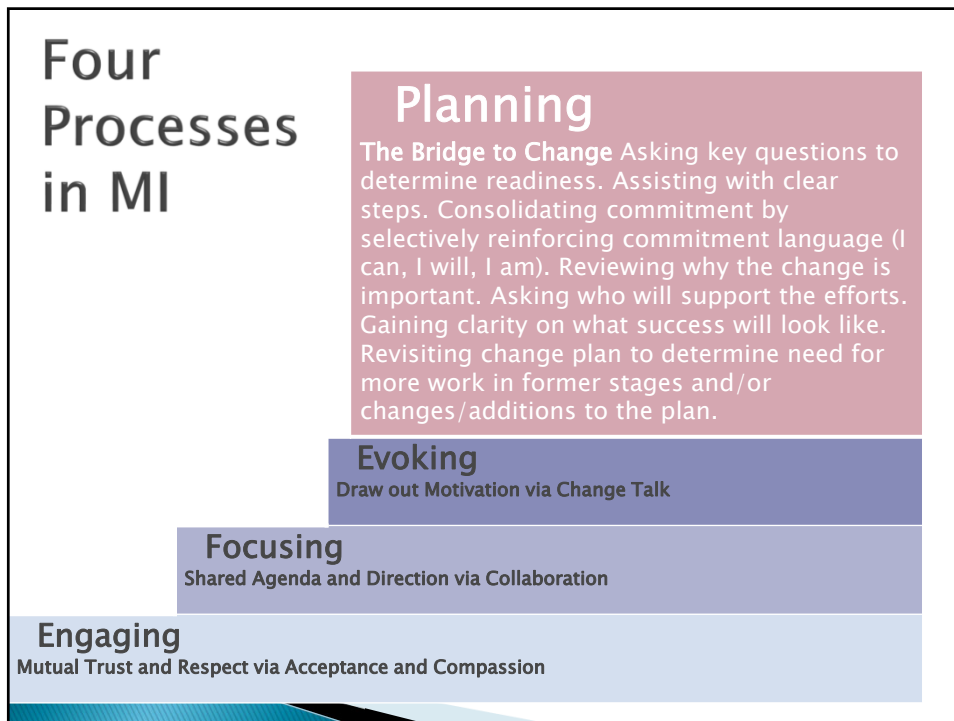 Four
Processes
in MI
Planning
The Bridge to Change Asking key questions to
determine readiness. Assisting with clear
steps. Consolidating commitment by
selectively reinforcing commitment language (I
can, I will, I am). Reviewing why the change is
important. Asking who will support the efforts.
Gaining clarity on what success will look like.
Revisiting change plan to determine need for
more work in former stages and/or
changes/additions to the plan.
Evoking
Draw out Motivation via Change Talk
Focusing
Shared Agenda and Direction via Collaboration
Engaging
Mutual Trust and Respect via Acceptance and Compassion